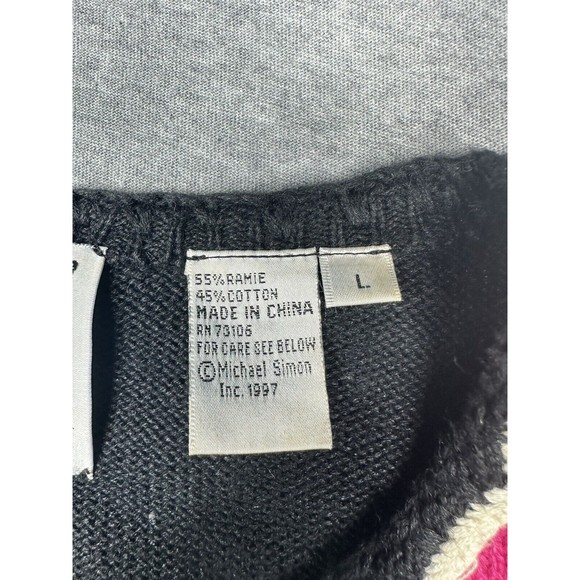 55% RAMIE
45% COTTON
MADE IN CHINA
RN 73106
FOR CARE SEE BELOW
©Michael Simon
Inc. 1997
L